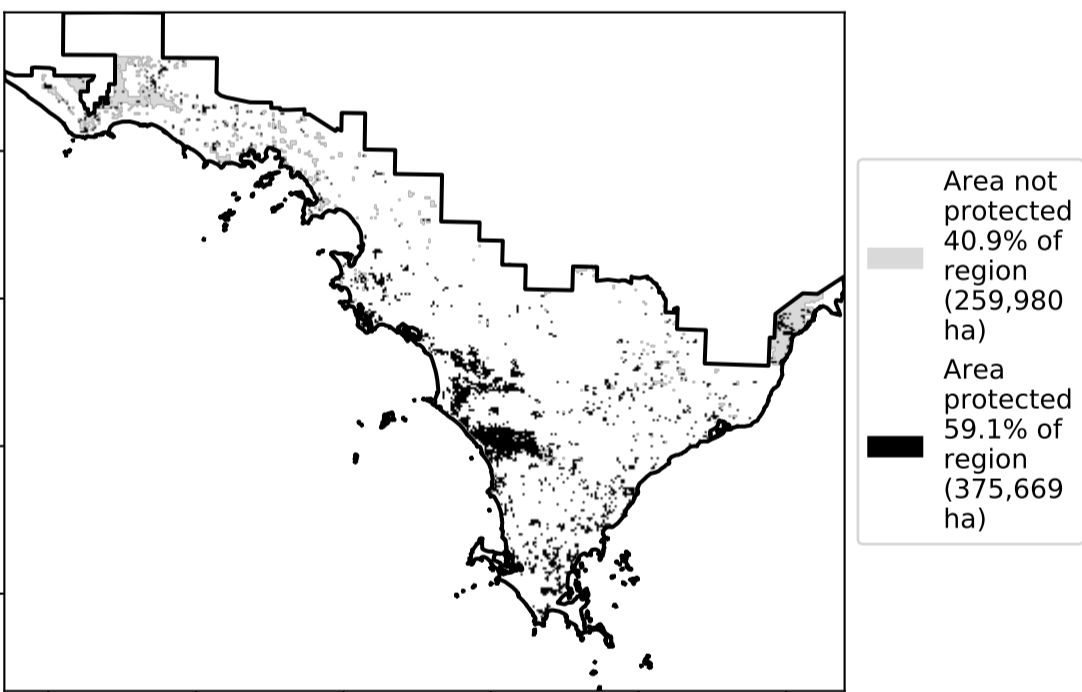 Area not
protected
40.9% of
region
(259,980
ha)
Area
protected
59.1% of
region
(375,669
ha)